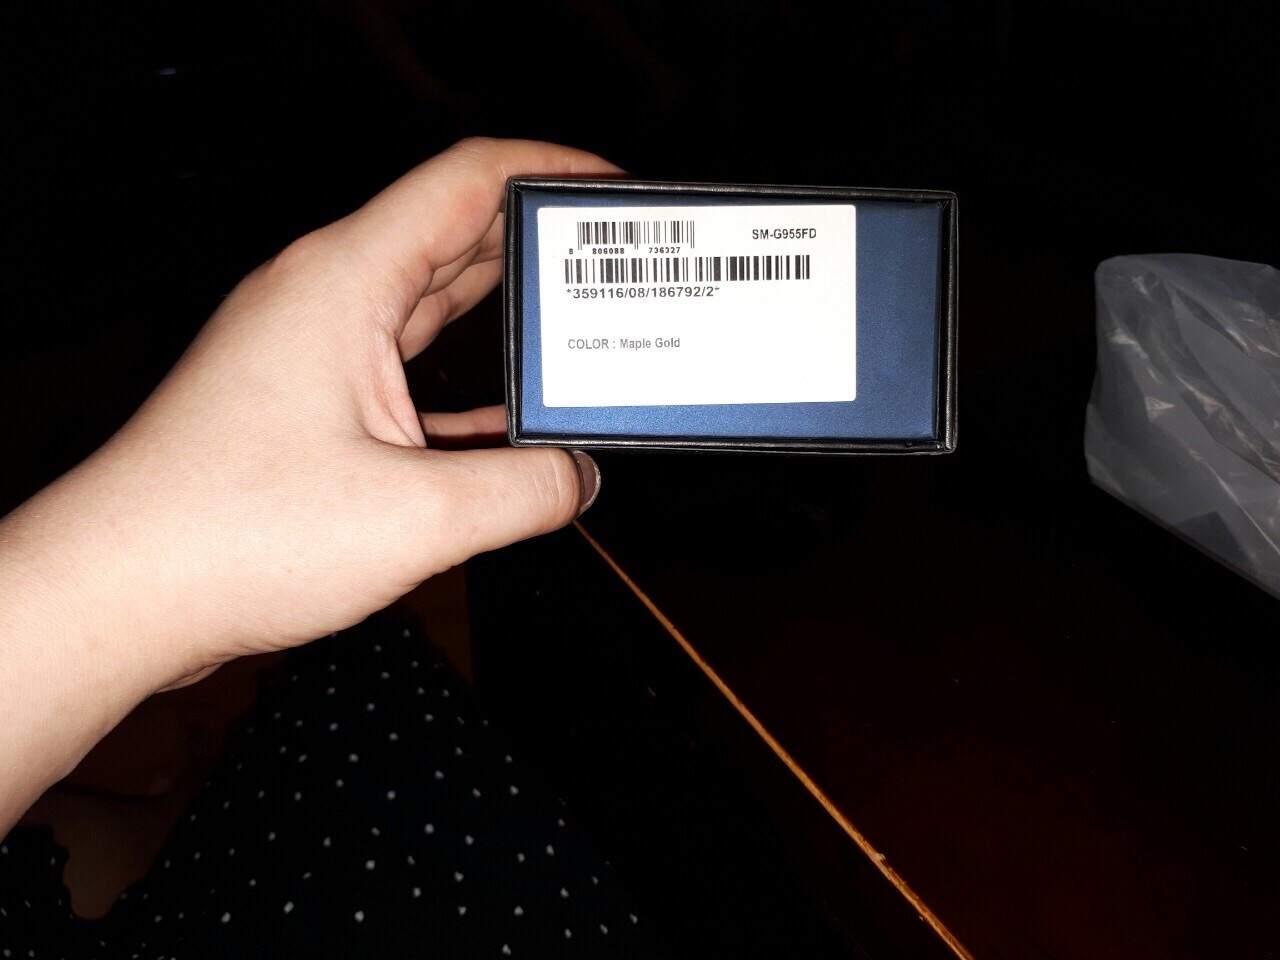 SM-G955FD
8 806088 736327
*359116/08/186792/2*
COLOR : Maple Gold